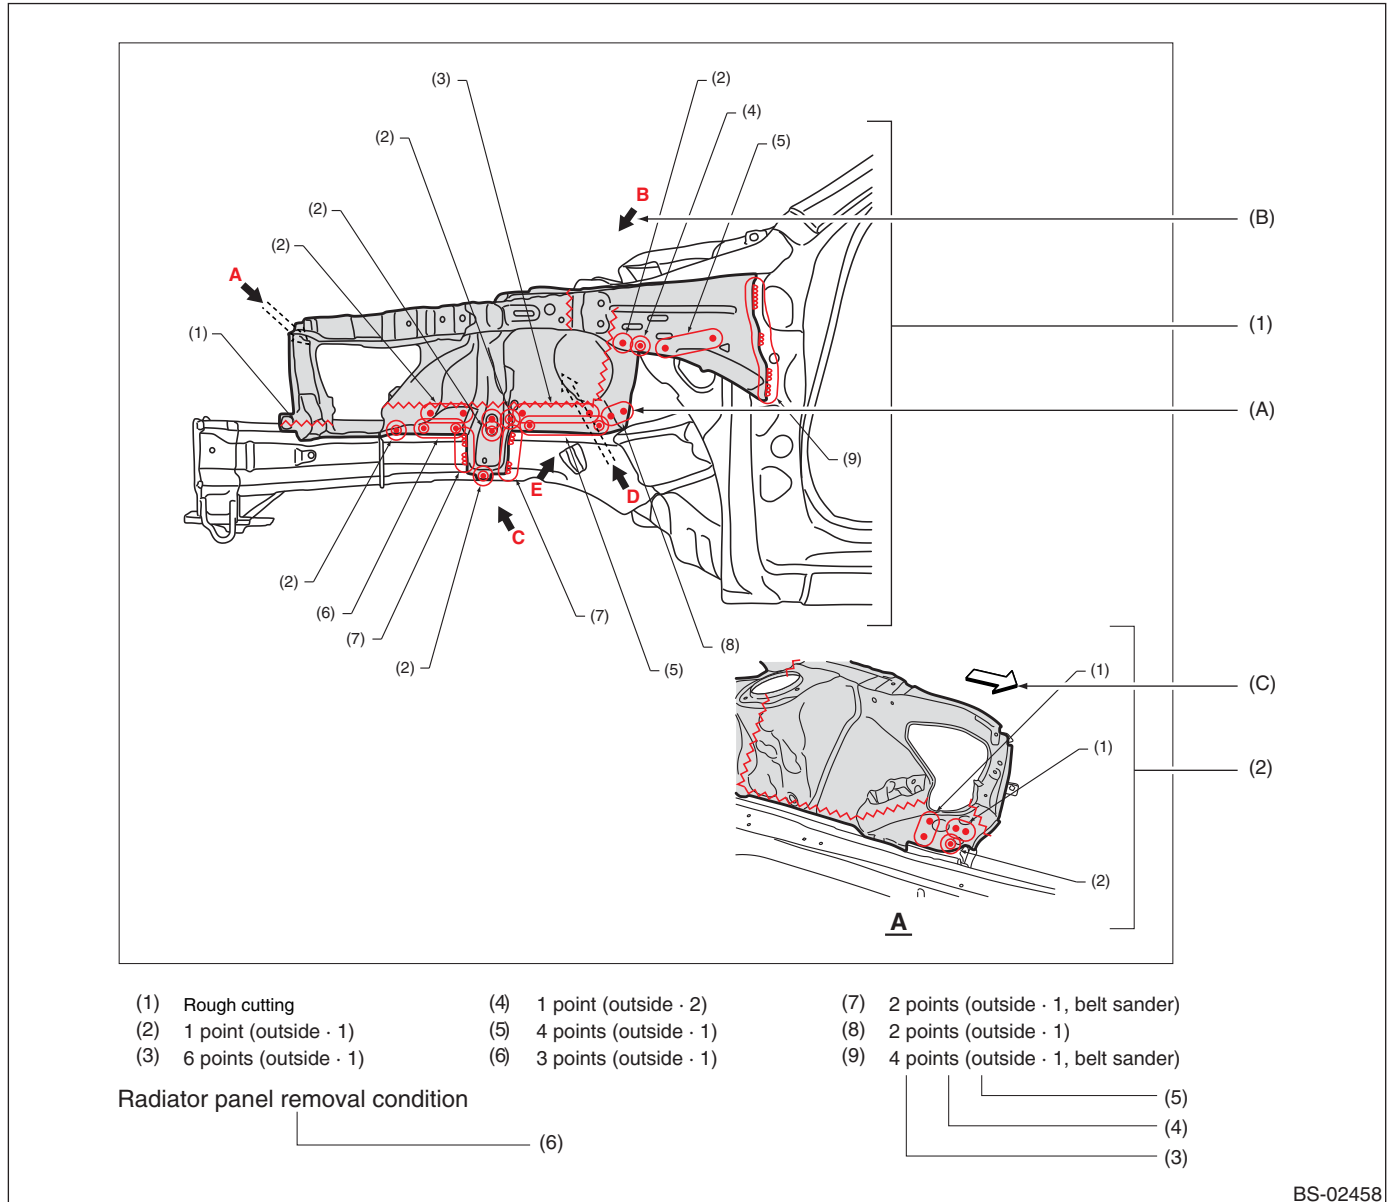 (3)
(2)
(4)
(2)
(5)
B
(2)
(B)
(2)
A
(1)
(1)
(A)
(9)
E
D
C
(2)
(6)
(7)
(7)
(8)
(2)
(5)
(1)
(C)
(1)
(2)
(2)
A
(1) Rough cutting
(2) 1 point (outside · 1)
(3) 6 points (outside · 1)
(4) 1 point (outside · 2)
(5) 4 points (outside · 1)
(6) 3 points (outside · 1)
(7) 2 points (outside · 1, belt sander)
(8) 2 points (outside · 1)
(9) 4 points (outside · 1, belt sander)
Radiator panel removal condition
(5)
(4)
(6)
(3)
BS-02458